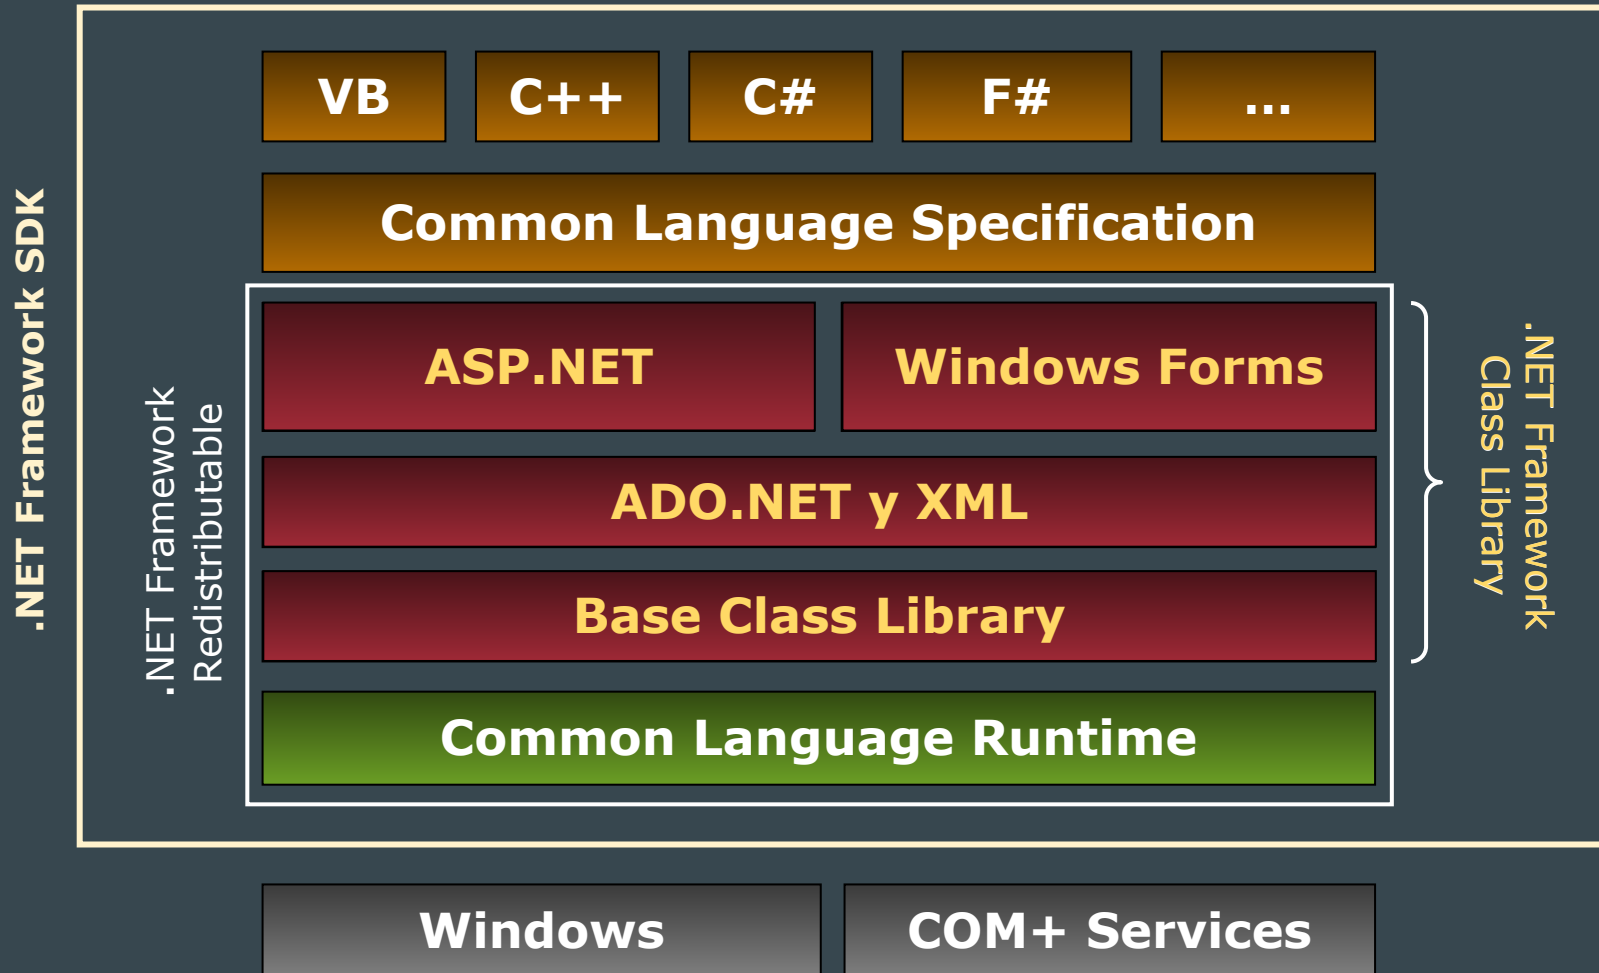 VB
C++
C#
F#
...
Common Language Specification
.NET Framework SDK
.NET Framework
Redistributable
ASP.NET
Windows Forms
ADO.NET y XML
Base Class Library
Common Language Runtime
.NET Framework
Class Library
Windows
COM+ Services